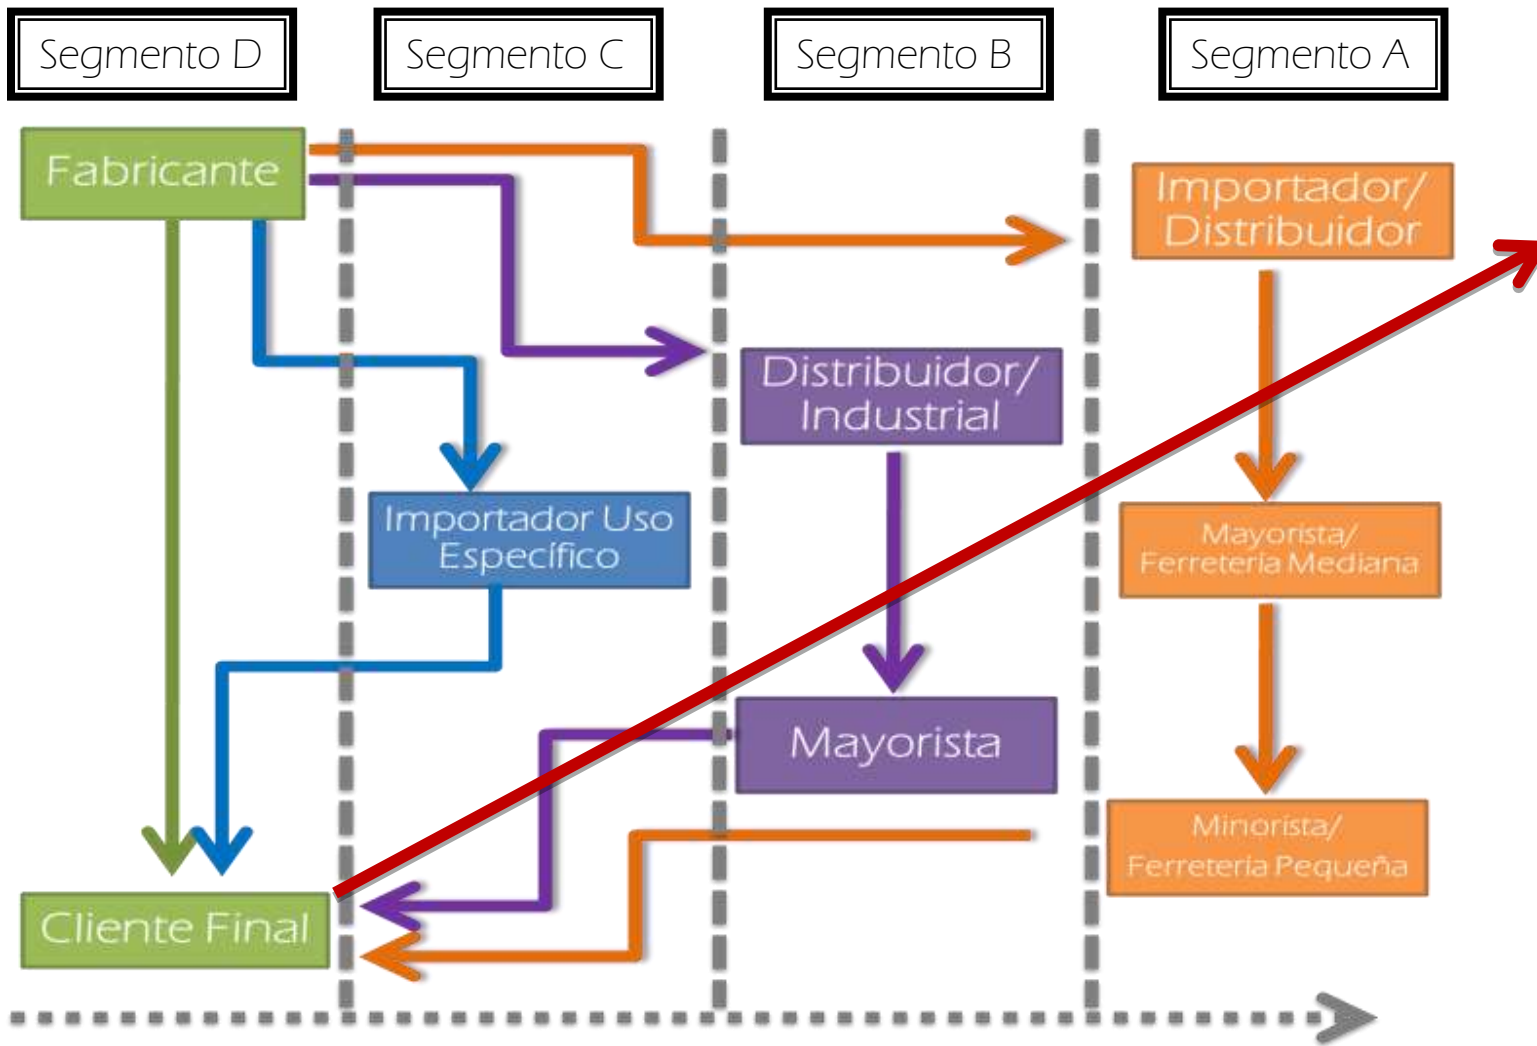 Segmento D
Segmento C
Segmento B
Segmento A
Fabricante
Importador/
Distribuidor
Distribuidor/
Industrial
Importador Uso
Específico
Mayorista/
Ferretería Mediana
Mayorista
Minorista/
Ferretería Pequeña
Cliente Final